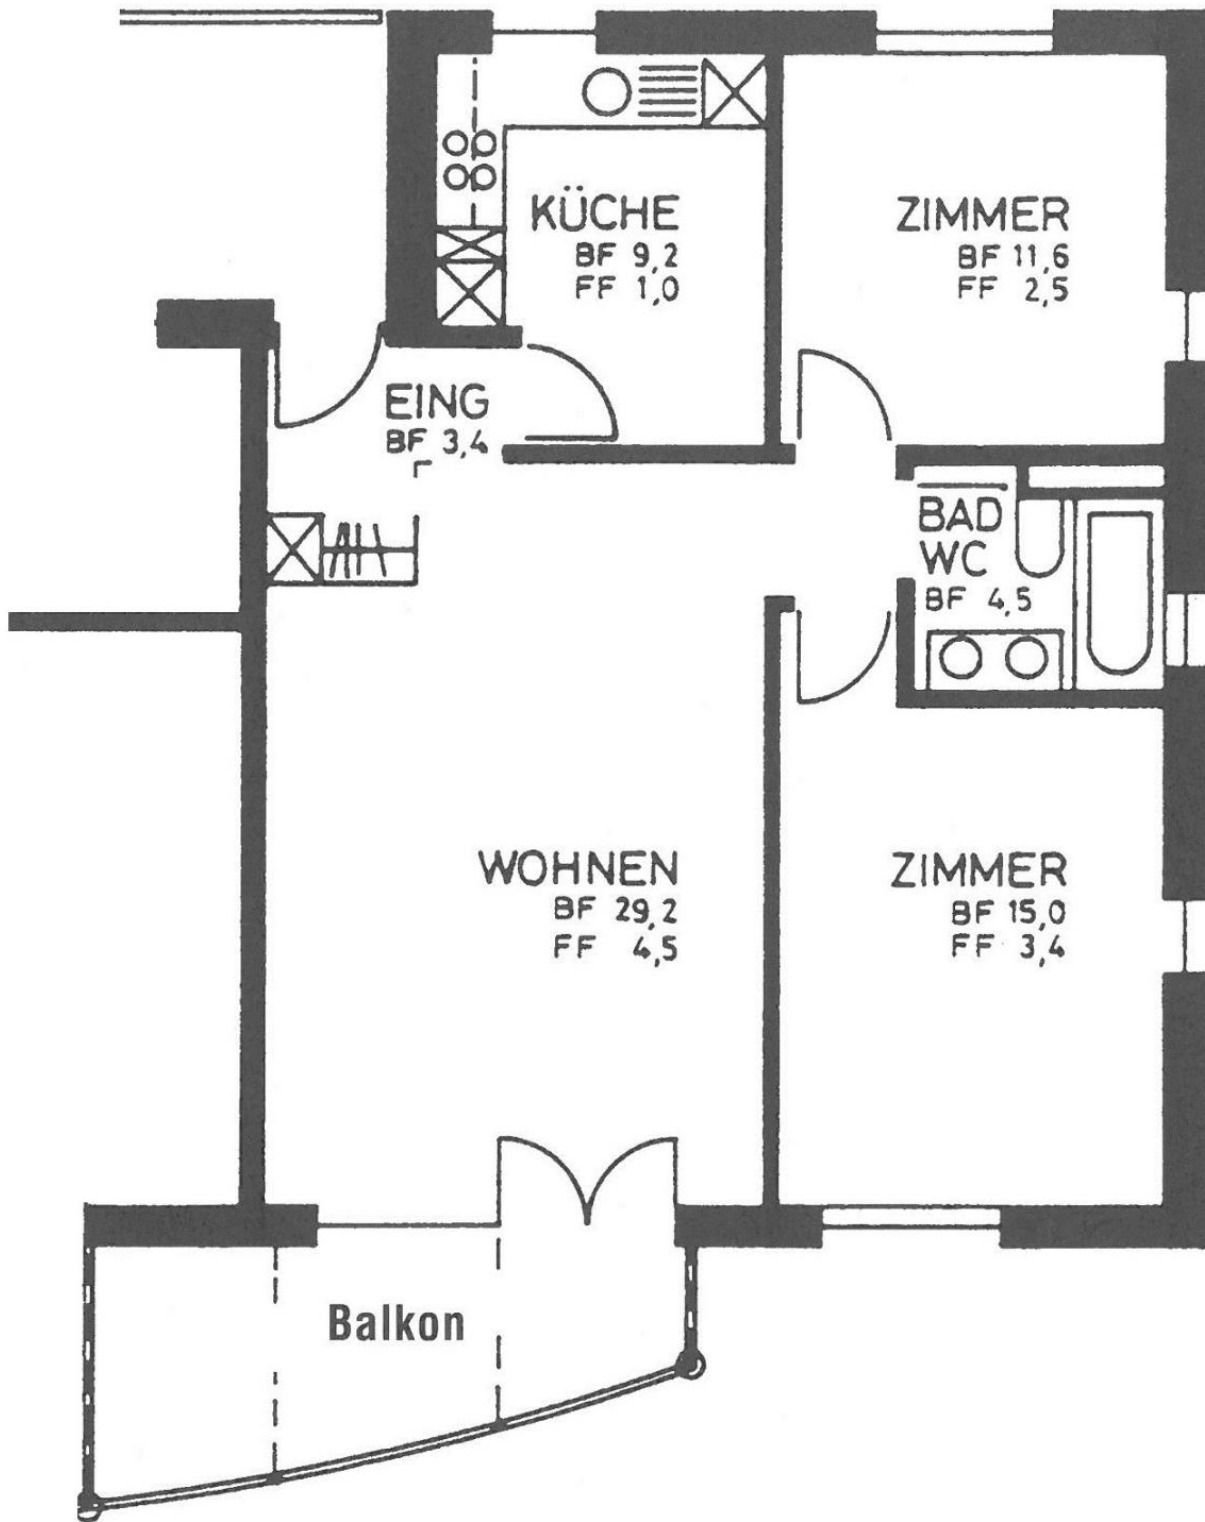 KÜCHE
BF 9,2
FF 1,0
ZIMMER
BF 11,6
FF 2,5
EING
BF 3,4
BAD
WC
BF 4,5
WOHNEN
BF 29,2
FF 4,5
ZIMMER
BF 15,0
FF 3,4
Balkon